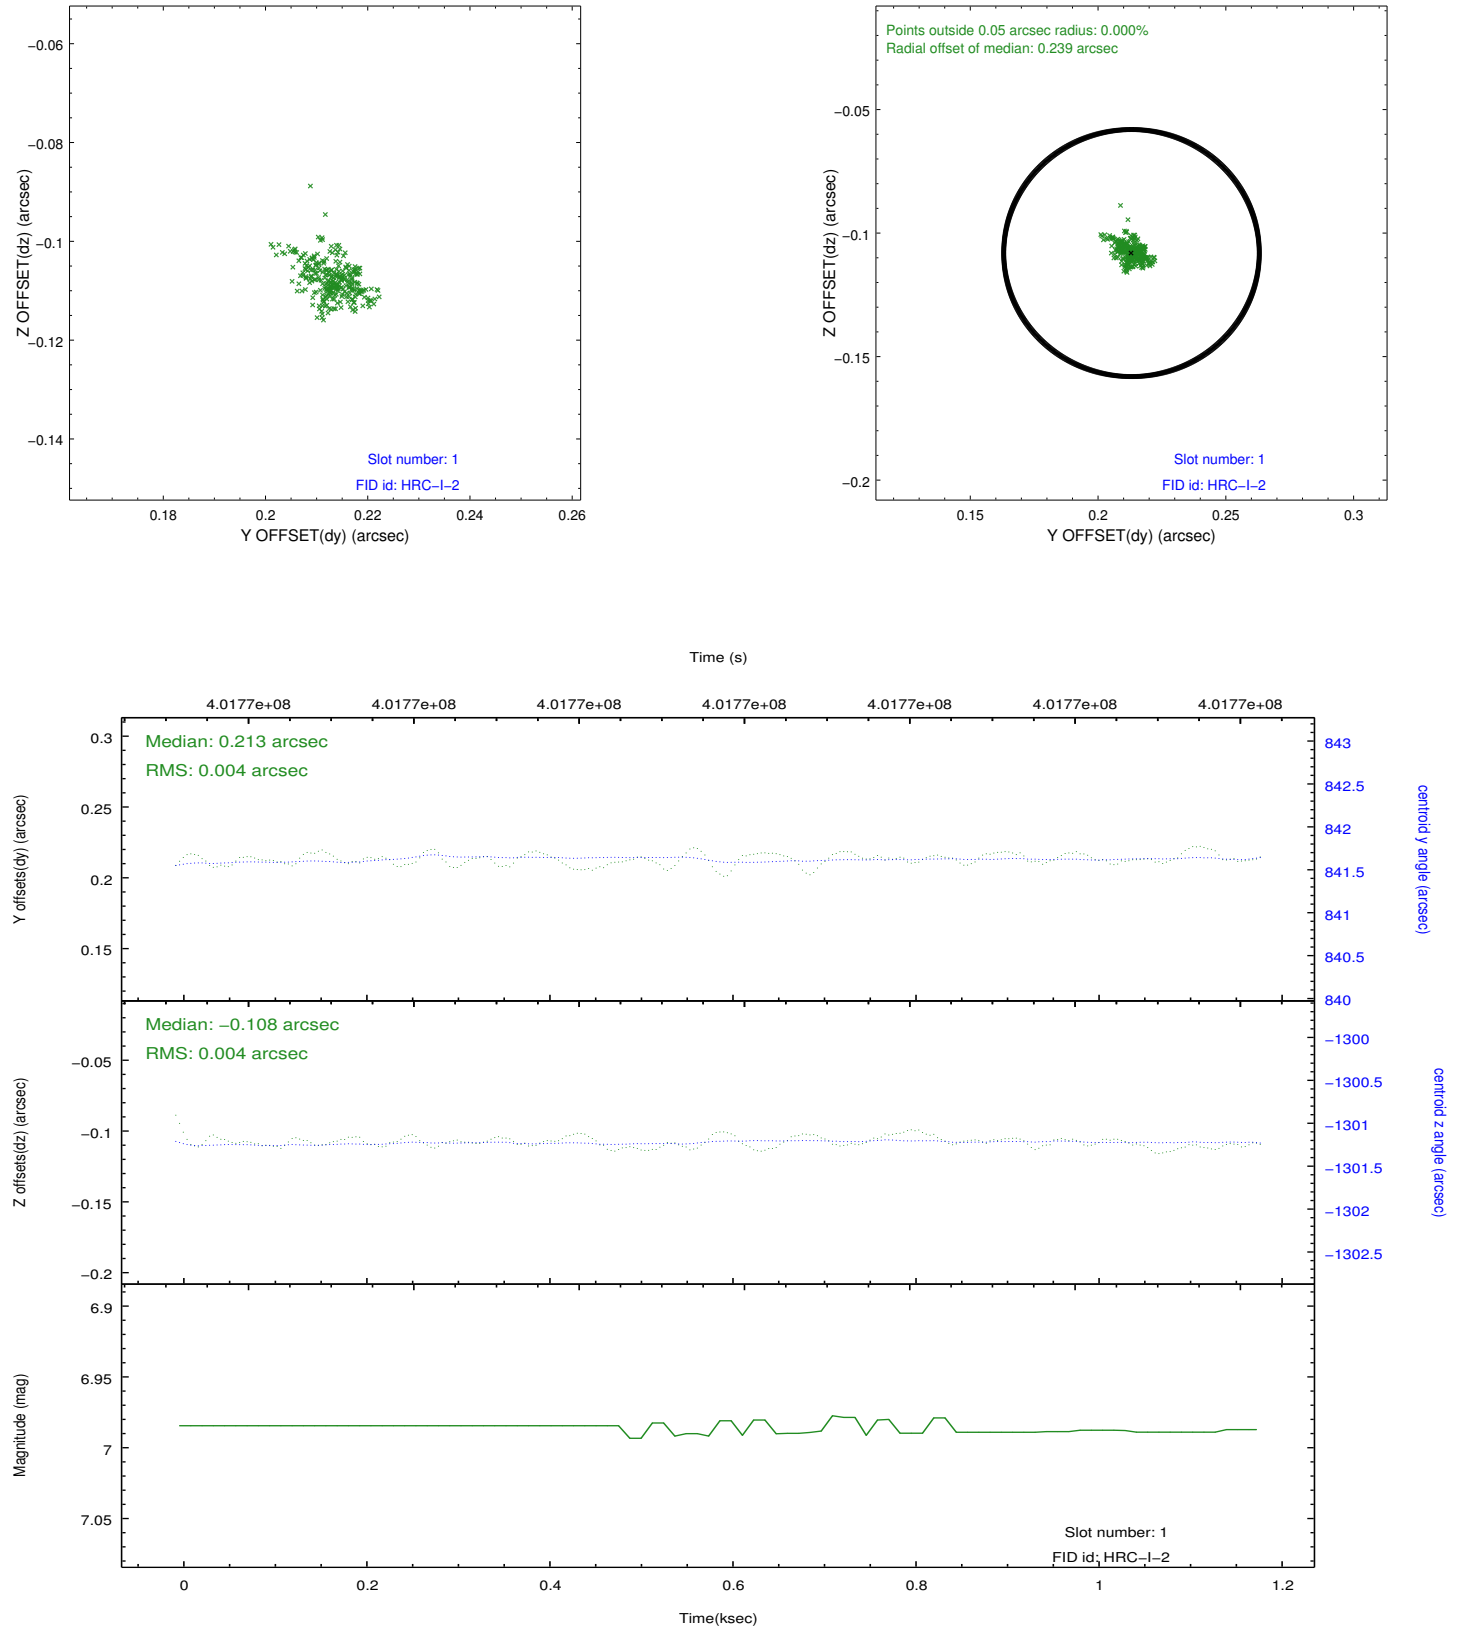 −0.06
−0.08
−0.1
−0.12
−0.14
Z OFFSET(dz) (arcsec)
Slot number: 1
FID id: HRC−I−2
0.18
0.2
0.22
0.24
0.26
Y OFFSET(dy) (arcsec)
Points outside 0.05 arcsec radius: 0.000%
Radial offset of median: 0.239 arcsec
−0.05
−0.1
−0.15
−0.2
Z OFFSET(dz) (arcsec)
Slot number: 1
FID id: HRC−I−2
0.15
0.2
0.25
0.3
Y OFFSET(dy) (arcsec)
Time (s)
4.0177e+08
4.0177e+08
4.0177e+08
4.0177e+08
4.0177e+08
4.0177e+08
4.0177e+08
Median: 0.213 arcsec
RMS: 0.004 arcsec
0.3
0.25
0.2
0.15
Y offsets(dy) (arcsec)
843
842.5
842
841.5
841
840.5
840
centroid y angle (arcsec)
Median: −0.108 arcsec
RMS: 0.004 arcsec
−0.05
−0.1
−0.15
−0.2
Z offsets(dz) (arcsec)
−1300
−1300.5
−1301
−1301.5
−1302
−1302.5
centroid z angle (arcsec)
6.9
6.95
7
7.05
Magnitude (mag)
Slot number: 1
FID id: HRC−I−2
0
0.2
0.4
0.6
0.8
1
1.2
Time(ksec)